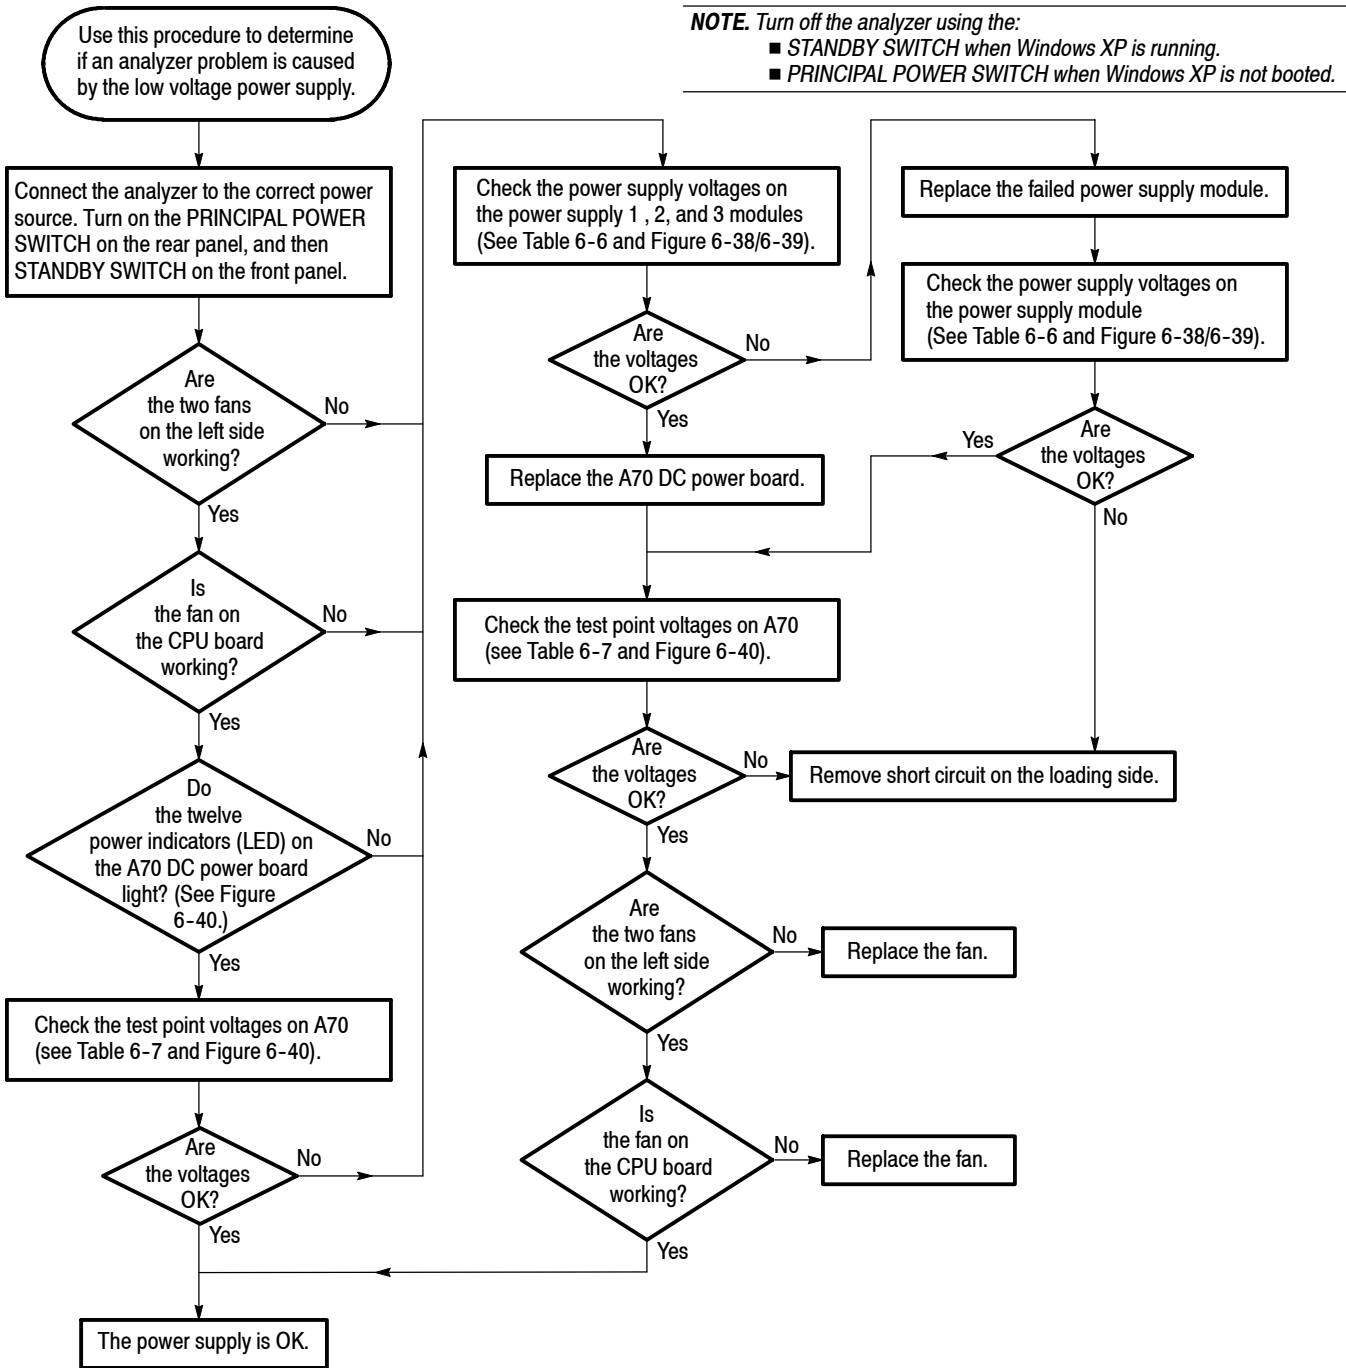 Use this procedure to determine
if an analyzer problem is caused
by the low voltage power supply.
NOTE. Turn off the analyzer using the:
■ STANDBY SWITCH when Windows XP is running.
■ PRINCIPAL POWER SWITCH when Windows XP is not booted.
Connect the analyzer to the correct power
source. Turn on the PRINCIPAL POWER
SWITCH on the rear panel, and then
STANDBY SWITCH on the front panel.
Are
the two fans
on the left side
working?
No
Yes
Is
the fan on
the CPU board
working?
No
Yes
Do
the twelve
power indicators (LED) on
the A70 DC power board
light? (See Figure
6-40.)
No
Yes
Check the test point voltages on A70
(see Table 6-7 and Figure 6-40).
Are
the voltages
OK?
No
Yes
The power supply is OK.
Check the power supply voltages on
the power supply 1 , 2, and 3 modules
(See Table 6-6 and Figure 6-38/6-39).
Are
the voltages
OK?
No
Yes
Replace the A70 DC power board.
Check the test point voltages on A70
(see Table 6-7 and Figure 6-40).
Are
the voltages
OK?
No
Yes
Are
the two fans
on the left side
working?
No
Replace the fan.
Yes
Is
the fan on
the CPU board
working?
No
Replace the fan.
Yes
Replace the failed power supply module.
Check the power supply voltages on
the power supply module
(See Table 6-6 and Figure 6-38/6-39).
Are
the voltages
OK?
Yes
No
Remove short circuit on the loading side.